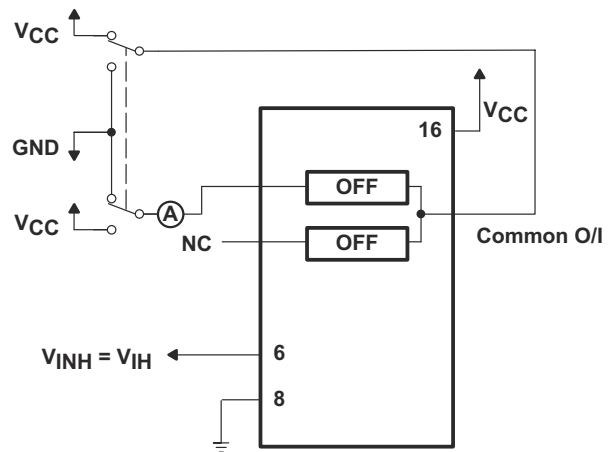 VCC
VCC
16
GND
OFF
A
VCC
NC
OFF
Common O/I
VINH = VIH
6
8